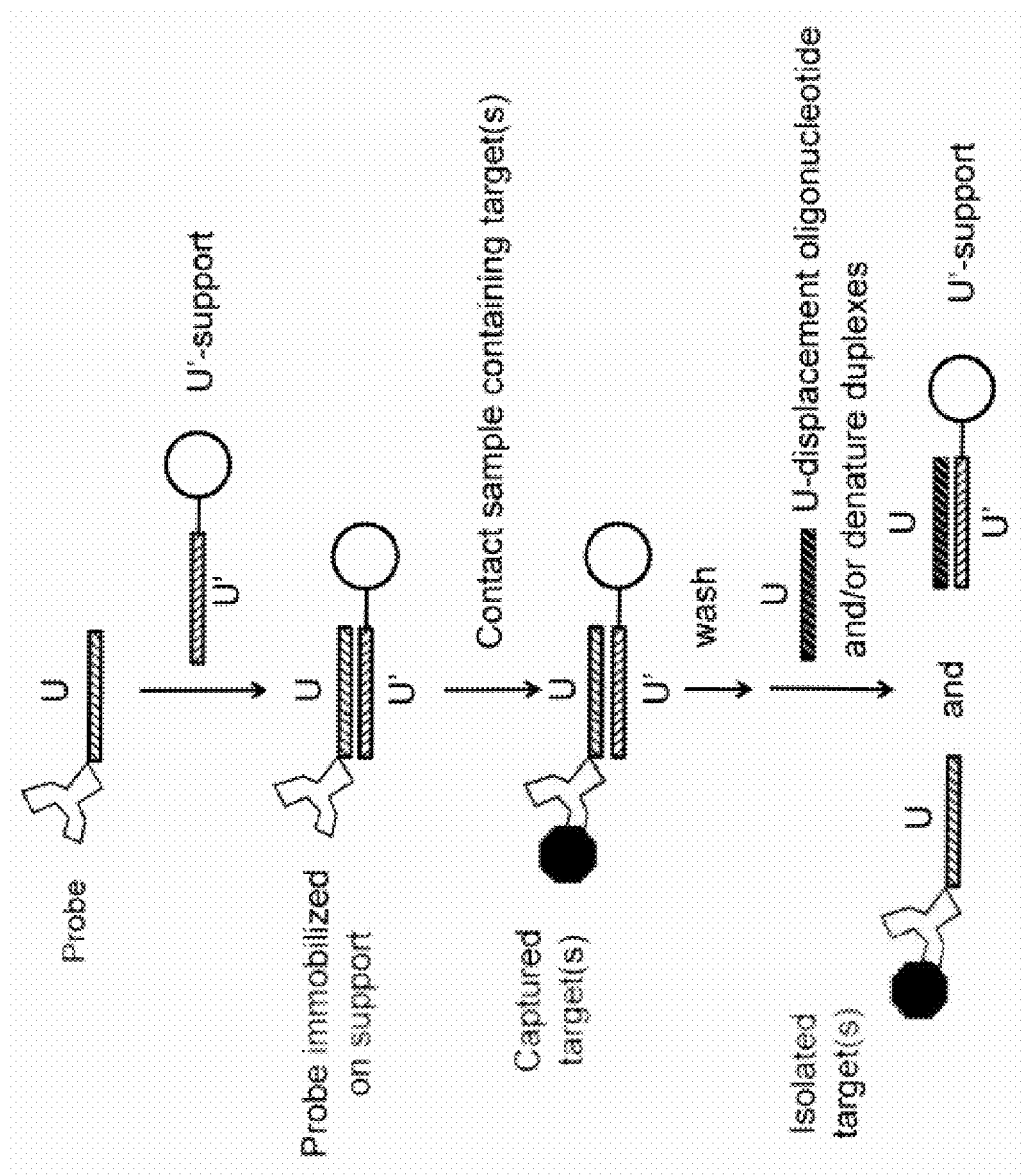 Probe
U
U'
U'-support
Probe immobilized
on support
U
U'
Contact sample containing target(s)
Captured
target(s)
U
U'
wash
U
U-displacement oligonucleotide
and/or denature duplexes
Isolated
target(s)
U
and
U
U'
U'-support